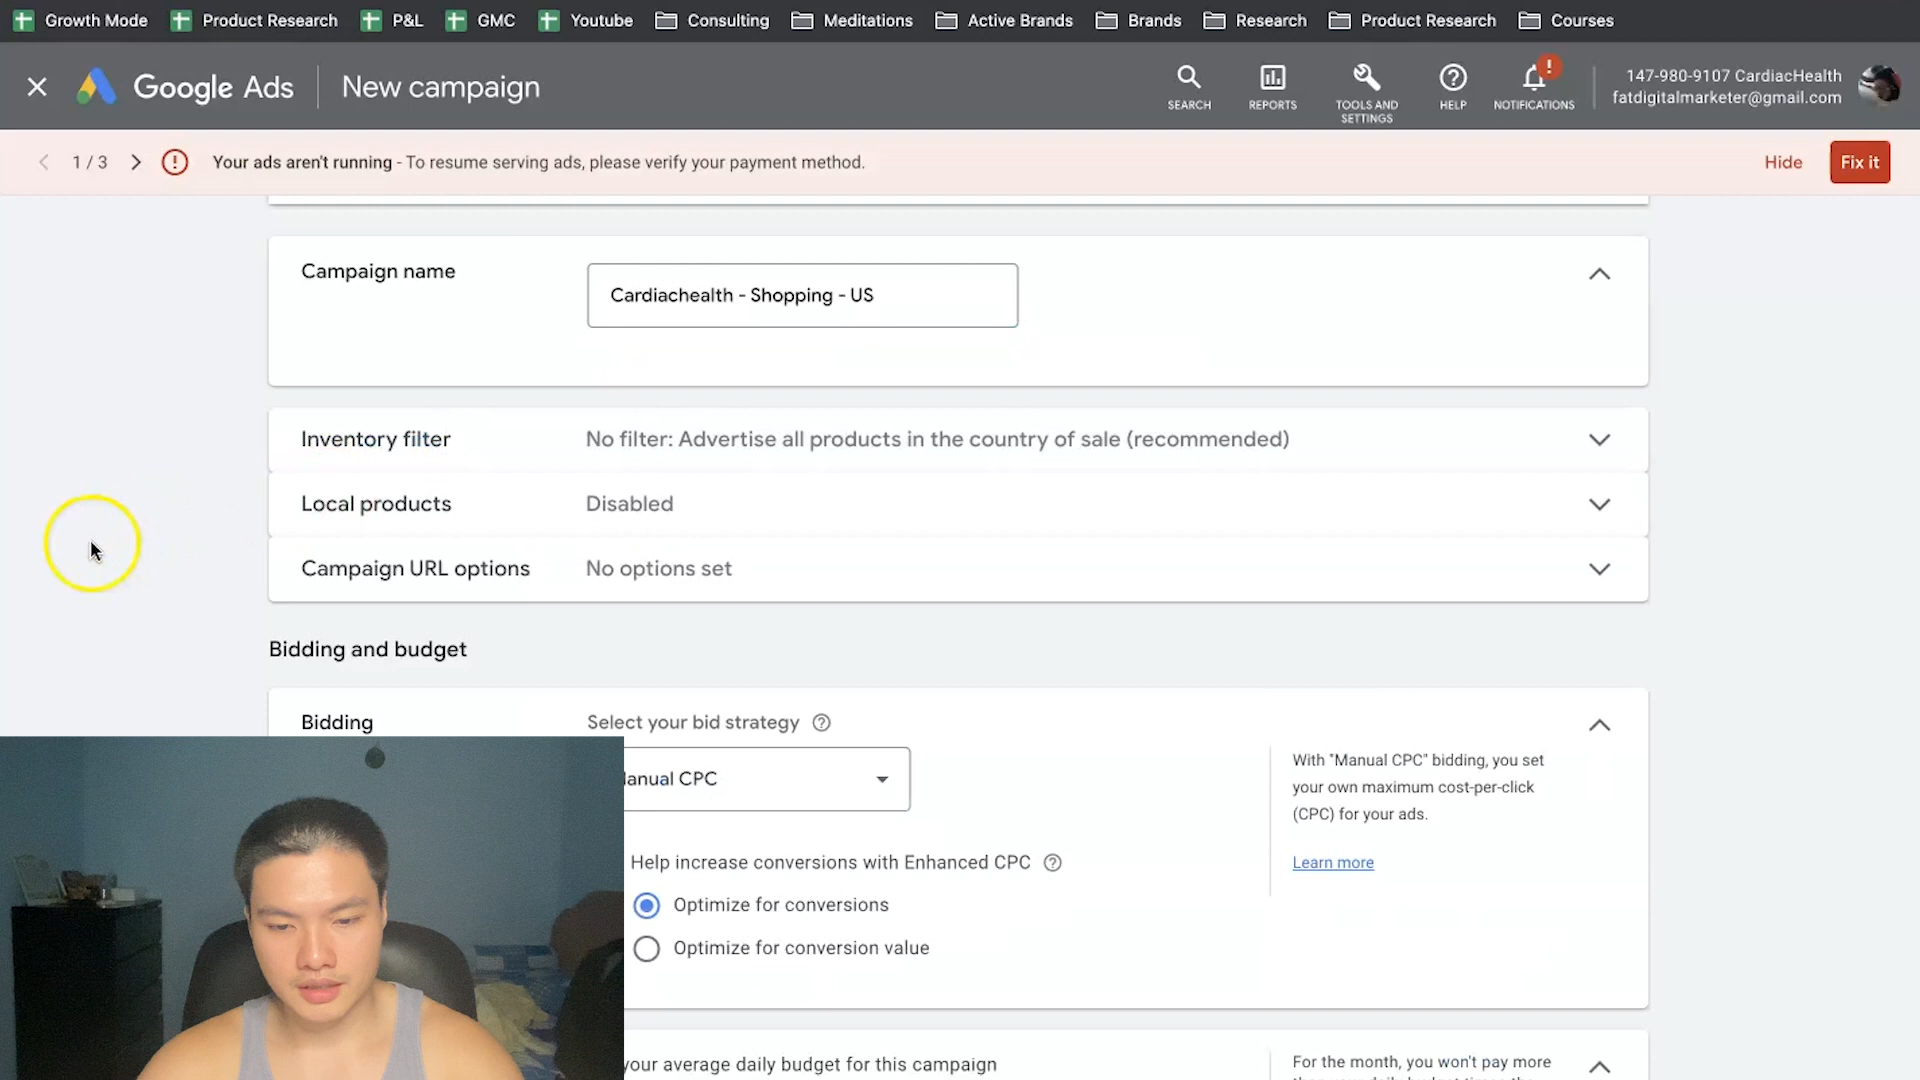 Growth Mode
Product Research
P&L
GMC
Youtube
Consulting
Meditations
Active Brands
Brands
Research
Product Research
Courses
Google Ads
New campaign
SEARCH
REPORTS
TOOLS AND
SETTINGS
HELP
NOTIFICATIONS
147-980-9107 CardiacHealth
fatdigitalmarketer@gmail.com
1 / 3
Your ads aren't running - To resume serving ads, please verify your payment method.
Hide
Fix it
Campaign name
Cardiachealth - Shopping - US
Inventory filter
No filter: Advertise all products in the country of sale (recommended)
Local products
Disabled
Campaign URL options
No options set
Bidding and budget
Bidding
Select your bid strategy
anual CPC
With "Manual CPC" bidding, you set
your own maximum cost-per-click
(CPC) for your ads.
Learn more
Help increase conversions with Enhanced CPC
Optimize for conversions
Optimize for conversion value
your average daily budget for this campaign
For the month, you won't pay more